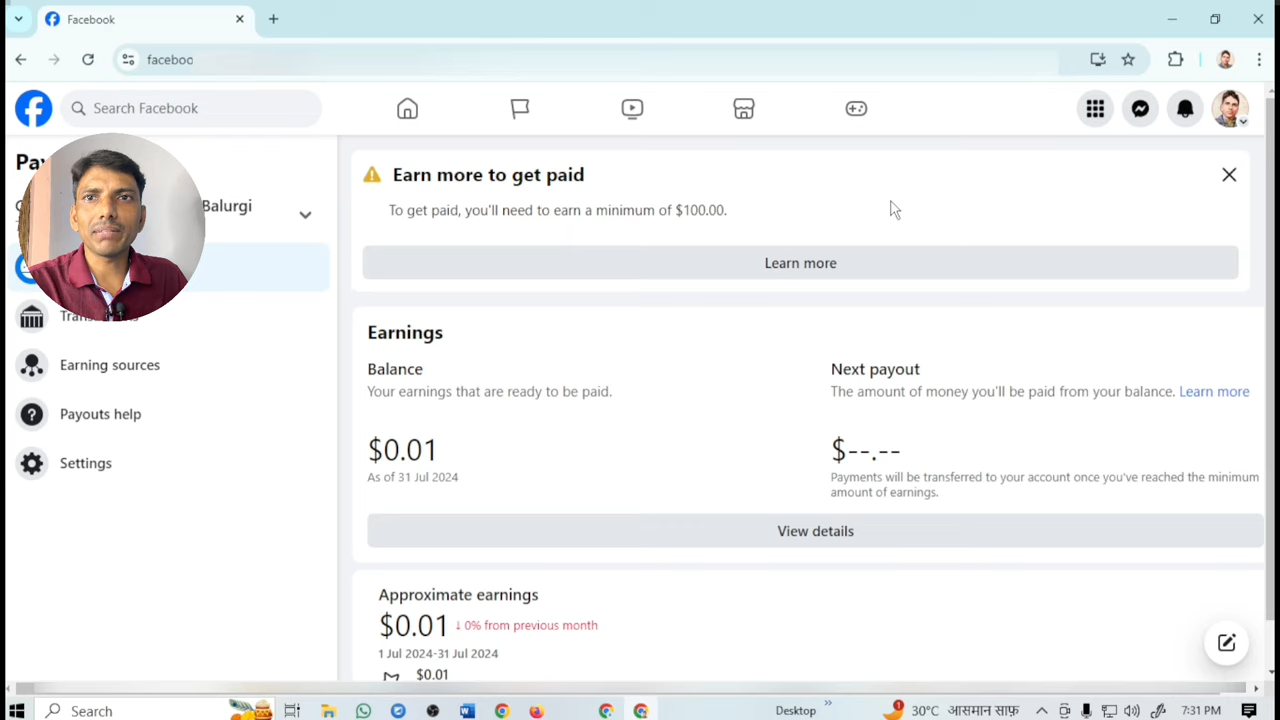 Facebook
faceboo
Search Facebook
Balurgi
Earn more to get paid
To get paid, you'll need to earn a minimum of $100.00.
Learn more
Earning sources
Payouts help
Settings
Earnings
Balance
Your earnings that are ready to be paid.
$0.01
As of 31 Jul 2024
Next payout
The amount of money you'll be paid from your balance. Learn more
$--.--
Payments will be transferred to your account once you've reached the minimum
amount of earnings.
View details
Approximate earnings
$0.01 ↓ 0% from previous month
1 Jul 2024-31 Jul 2024
$0.01
Search
Desktop
30°C आसमान साफ़
7:31 PM